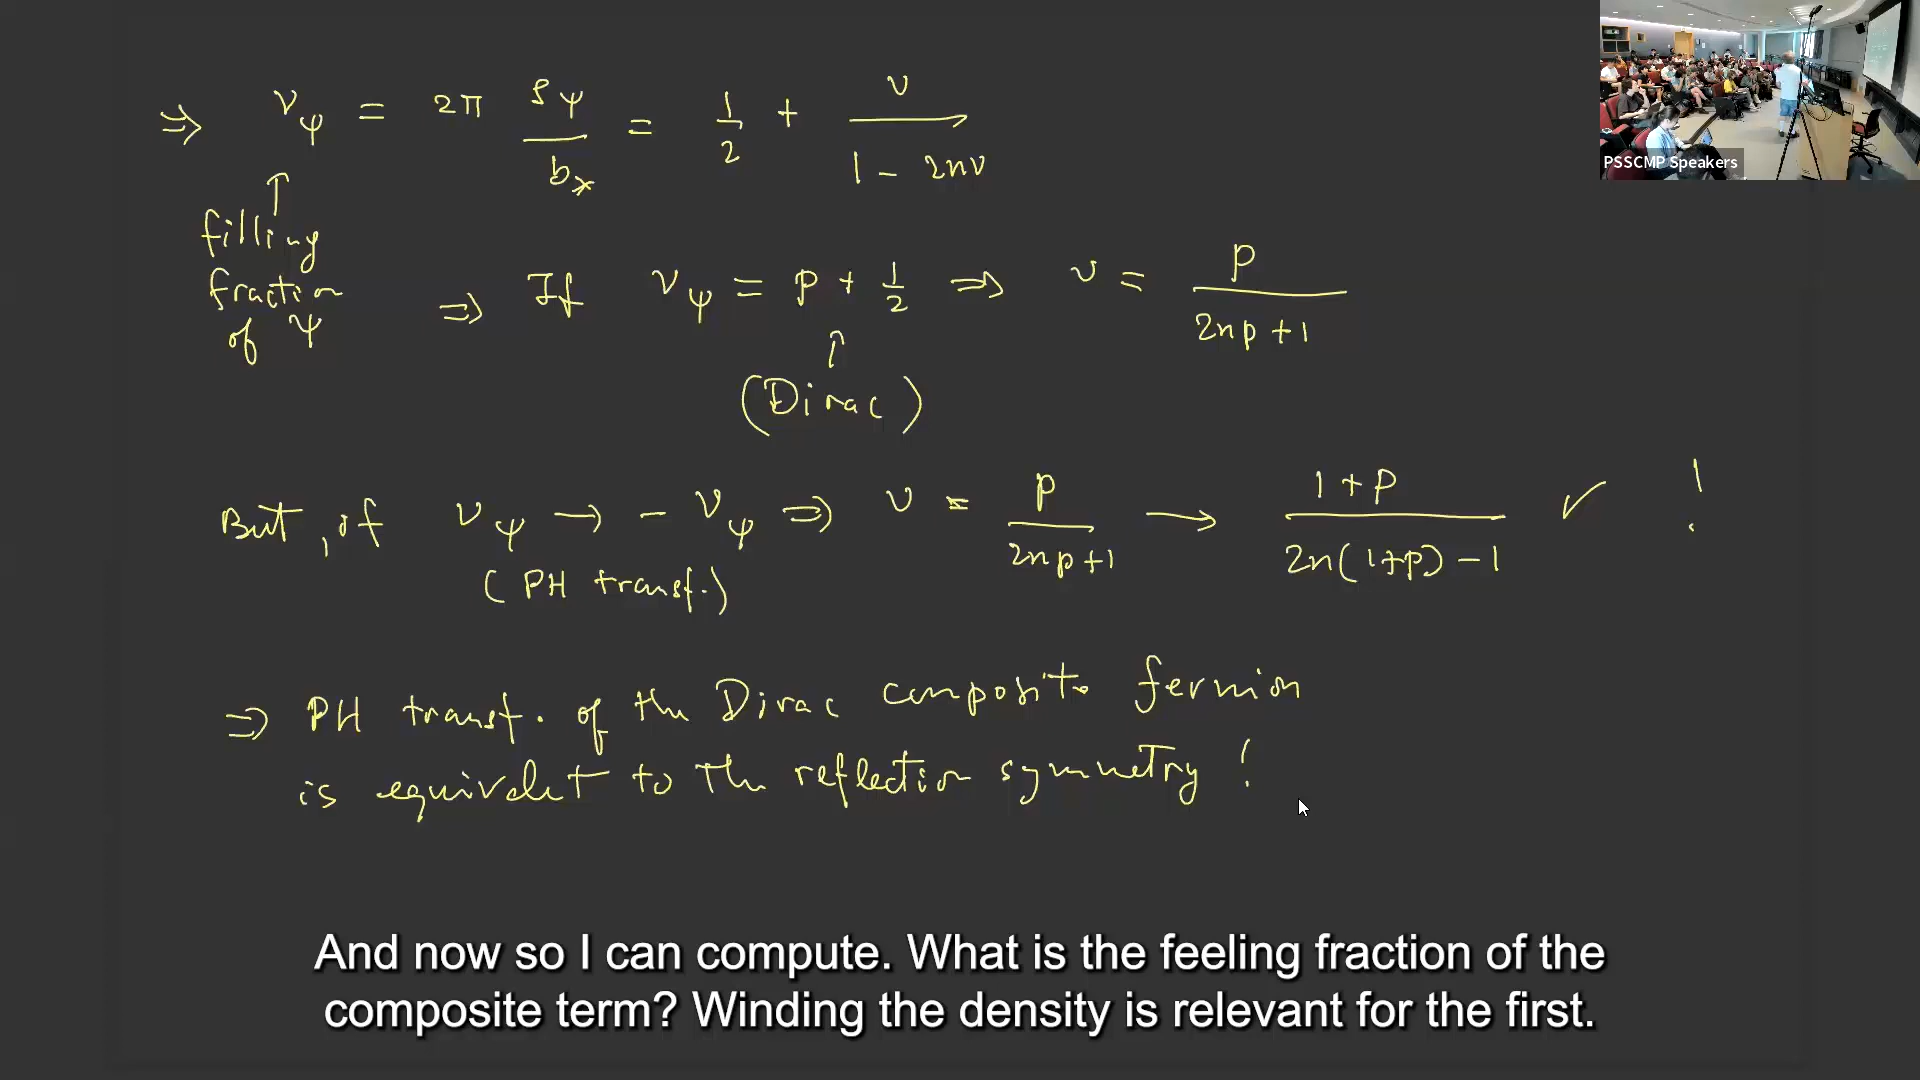 ⇒ ν_ψ = 2π ρ_ψ / b_* = 1/2 + ν / (1 - 2nν)
↑
filling
fraction
of ψ
⇒ If ν_ψ = p + 1/2 ⇒ ν = p / (2np + 1)
↑
(Dirac)
But, if ν_ψ → - ν_ψ ⇒ ν = p / (2np + 1) → (1 + p) / (2n(1+p) - 1) ✓ !
(PH transf.)
⇒ PH transf. of the Dirac composite fermion
is equivalent to the reflection symmetry !
PSSCMP Speakers
And now so I can compute. What is the feeling fraction of the
composite term? Winding the density is relevant for the first.